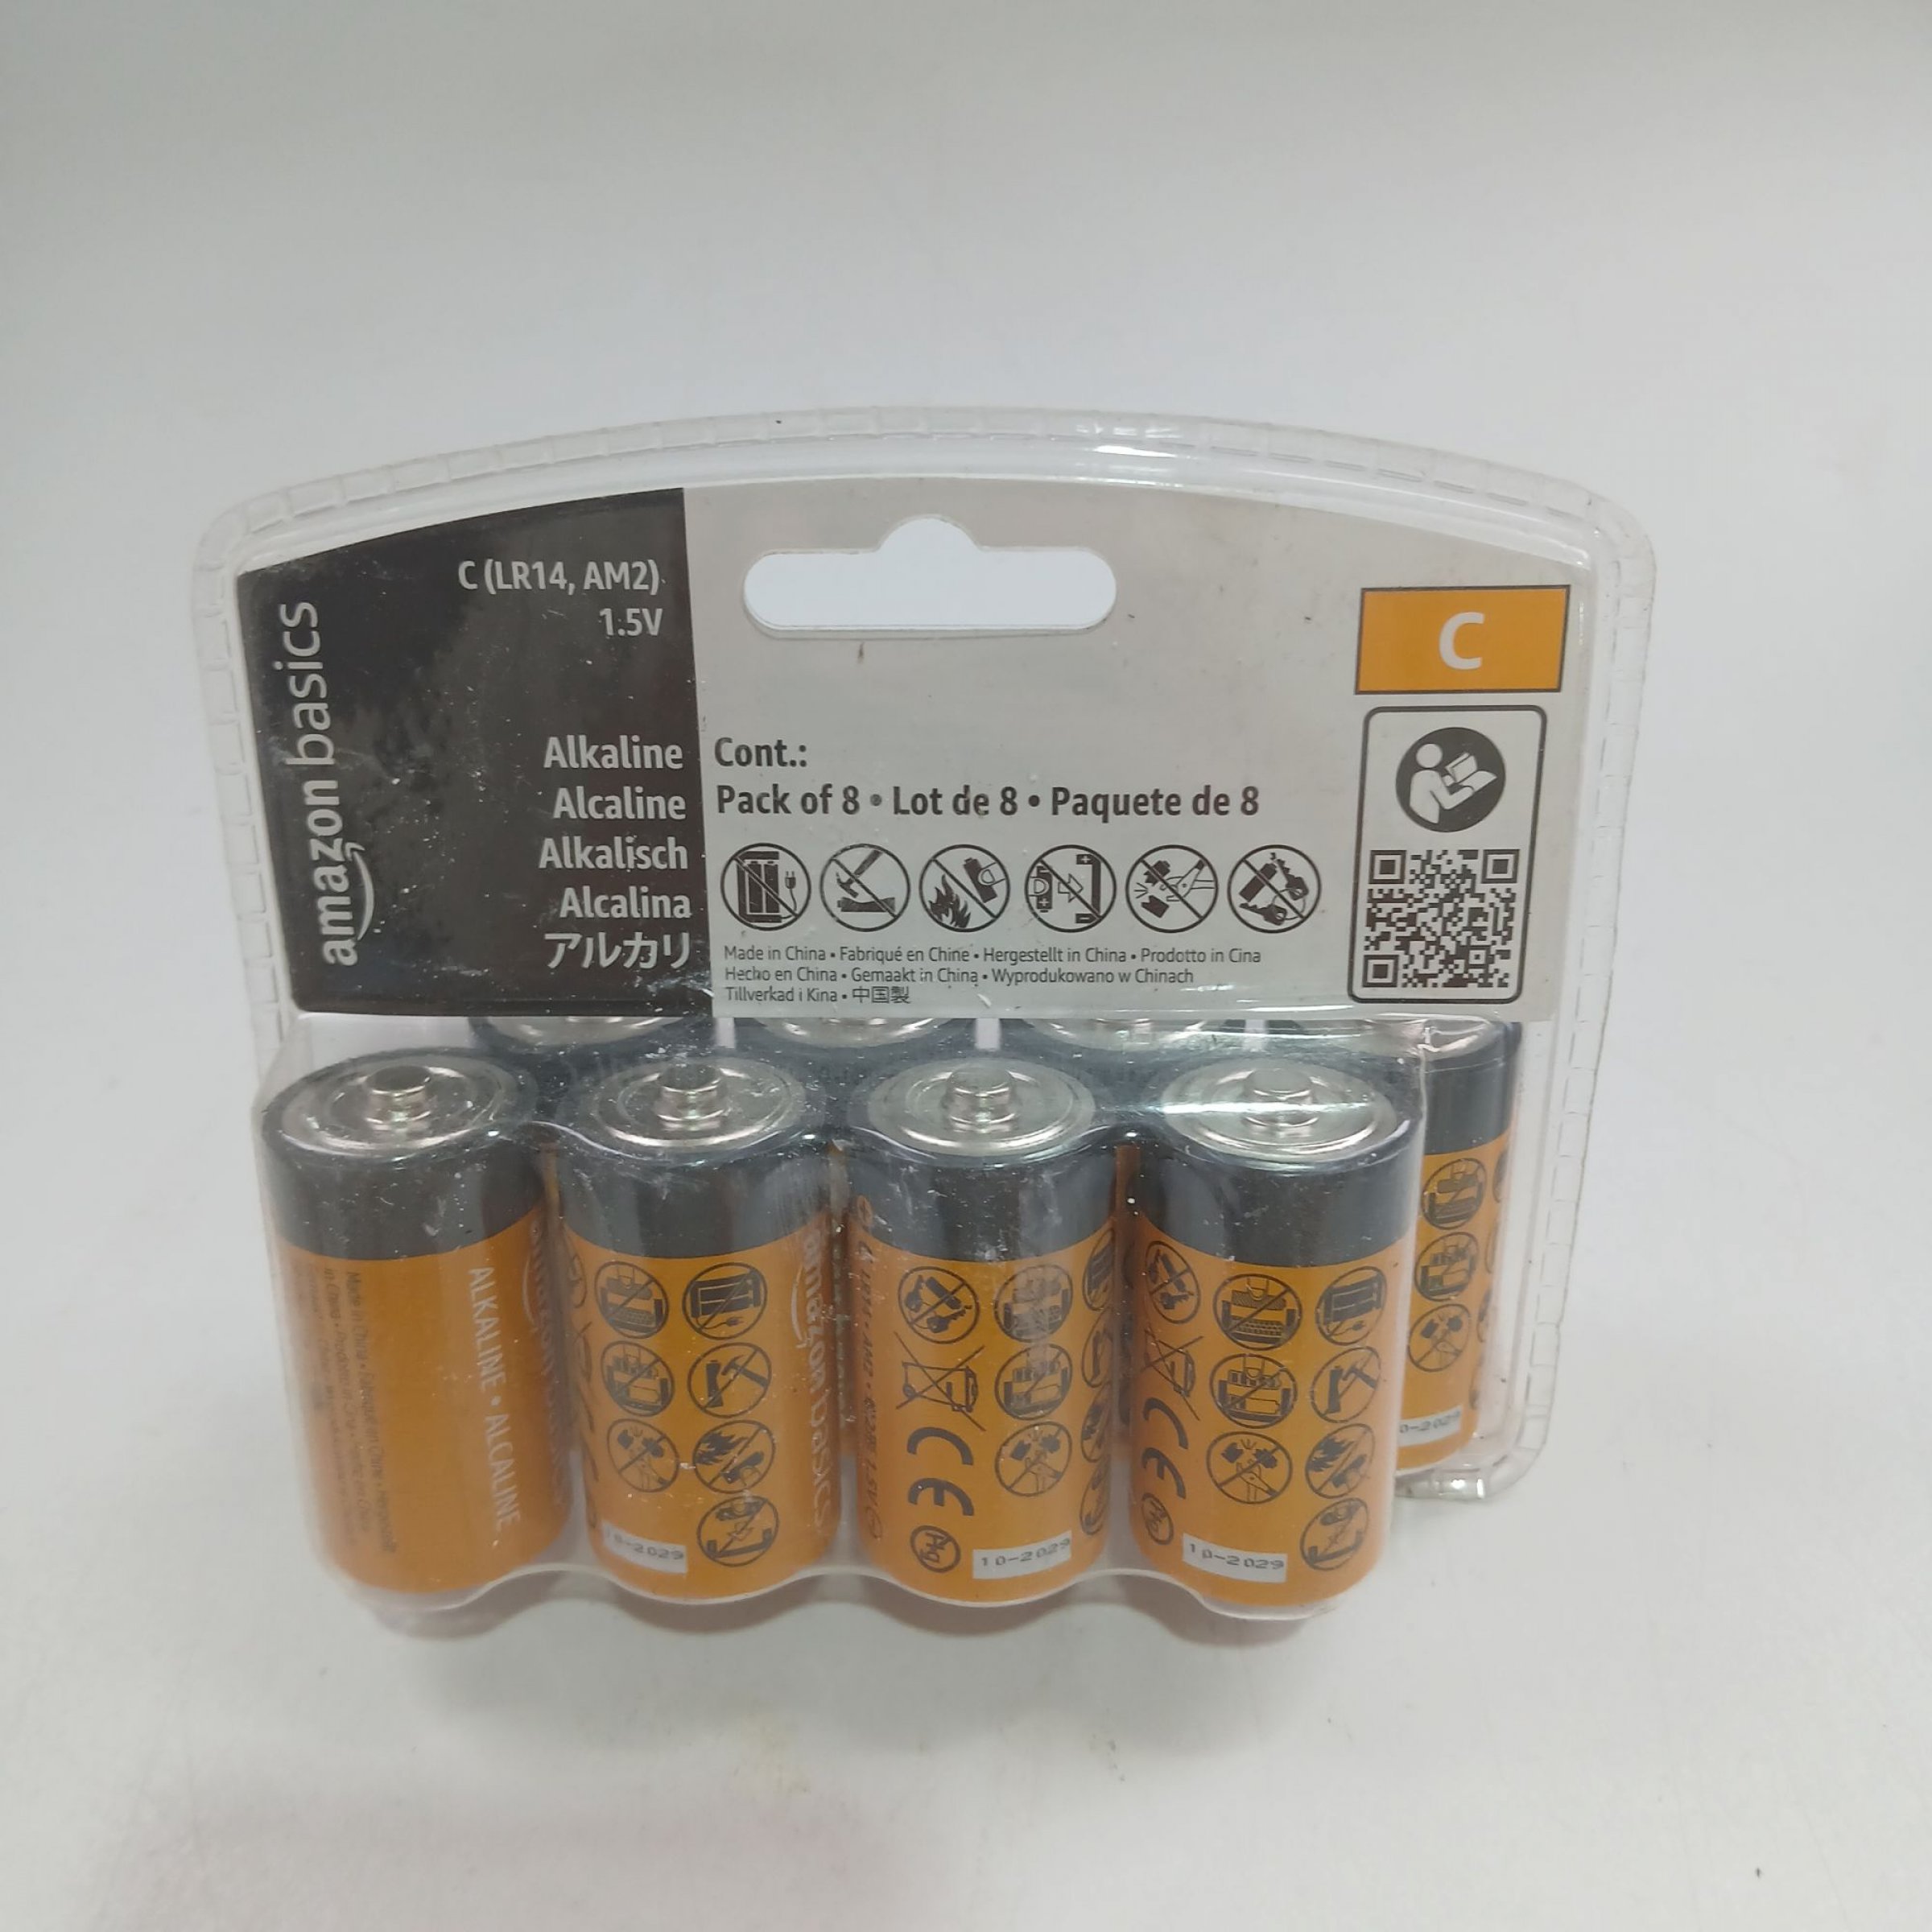 amazon basics
C (LR14, AM2)
1.5V
Alkaline
Alcaline
Alkalisch
Alcalina
アルカリ
Cont.:
Pack of 8 • Lot de 8 • Paquete de 8
Made in China • Fabriqué en Chine • Hergestellt in China • Prodotto in Cina
Hecho en China • Gemaakt in China • Wyprodukowano w Chinach
Tillverkad i Kina • 中国製
C
ALKALINE • ALCALINE
amazon basics
CE
Hg
10-2029
CE
Hg
10-2029